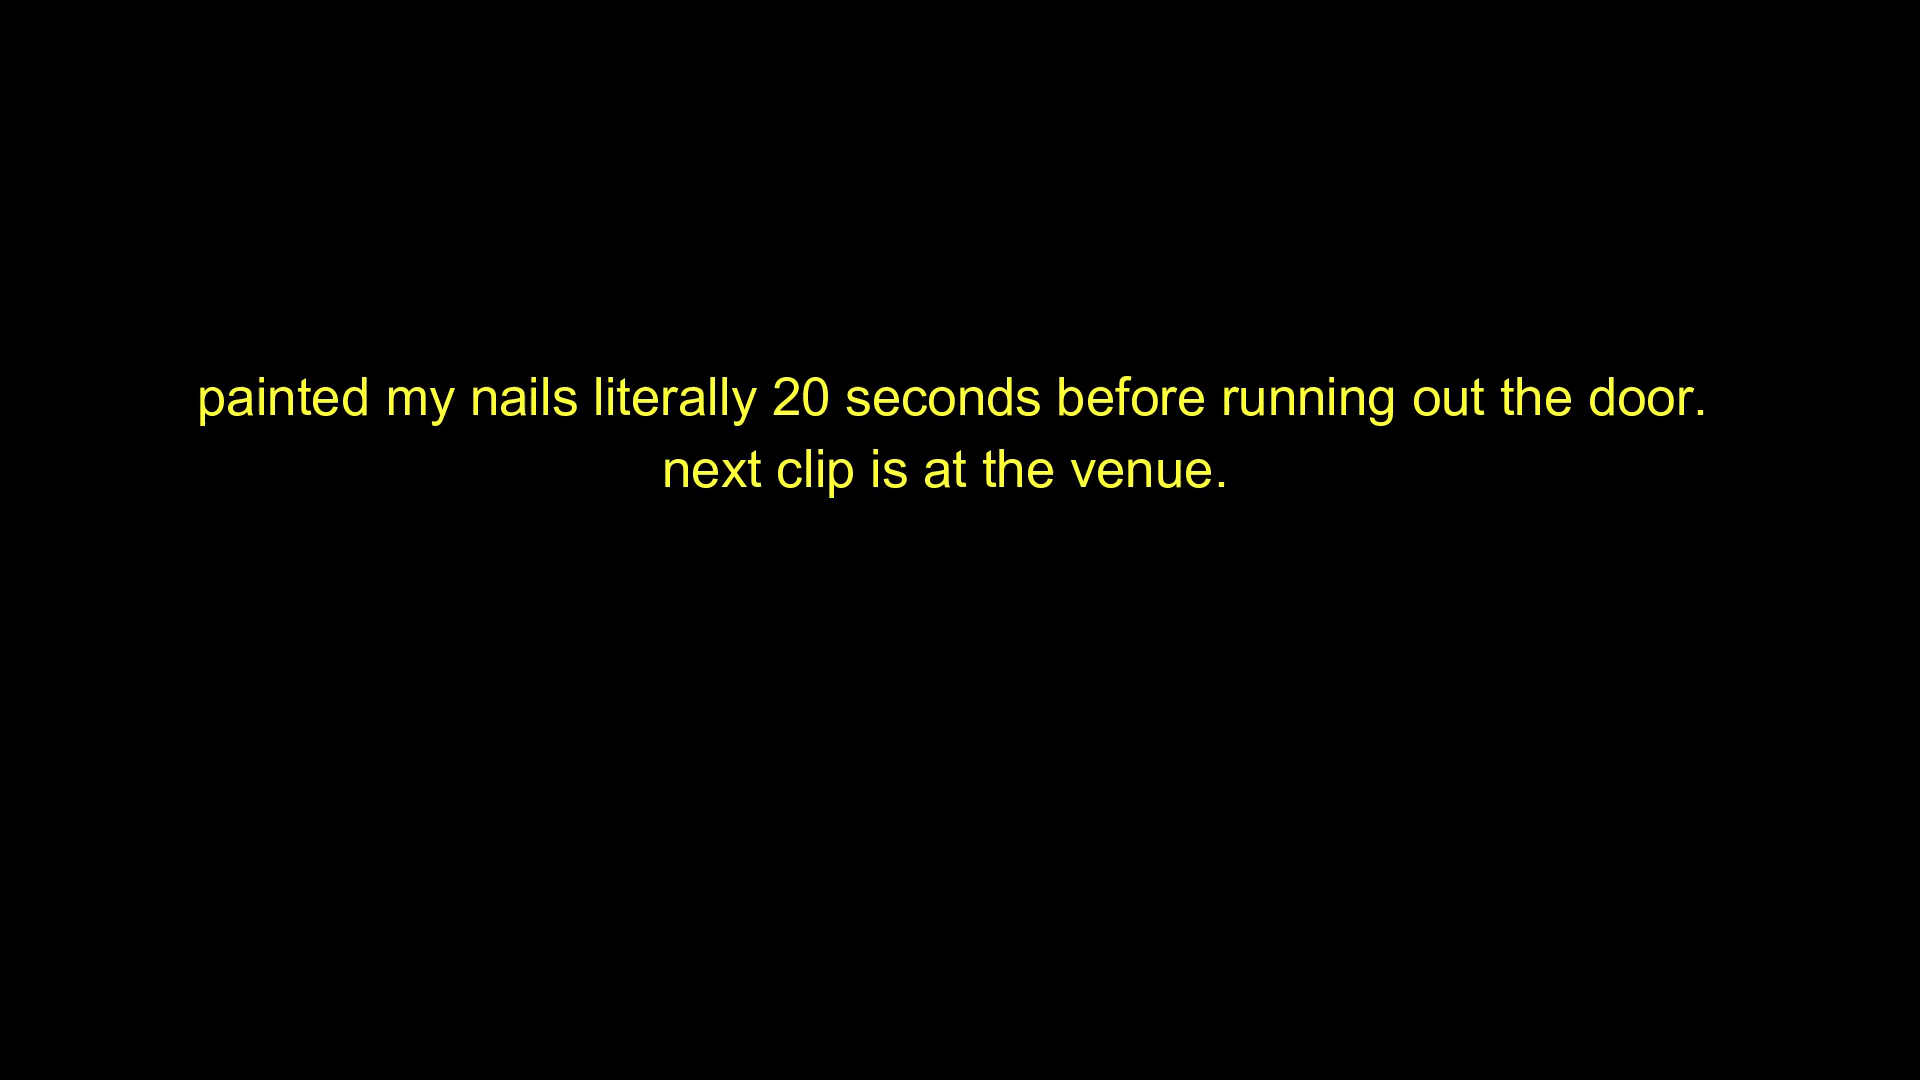 painted my nails literally 20 seconds before running out the door.
next clip is at the venue.